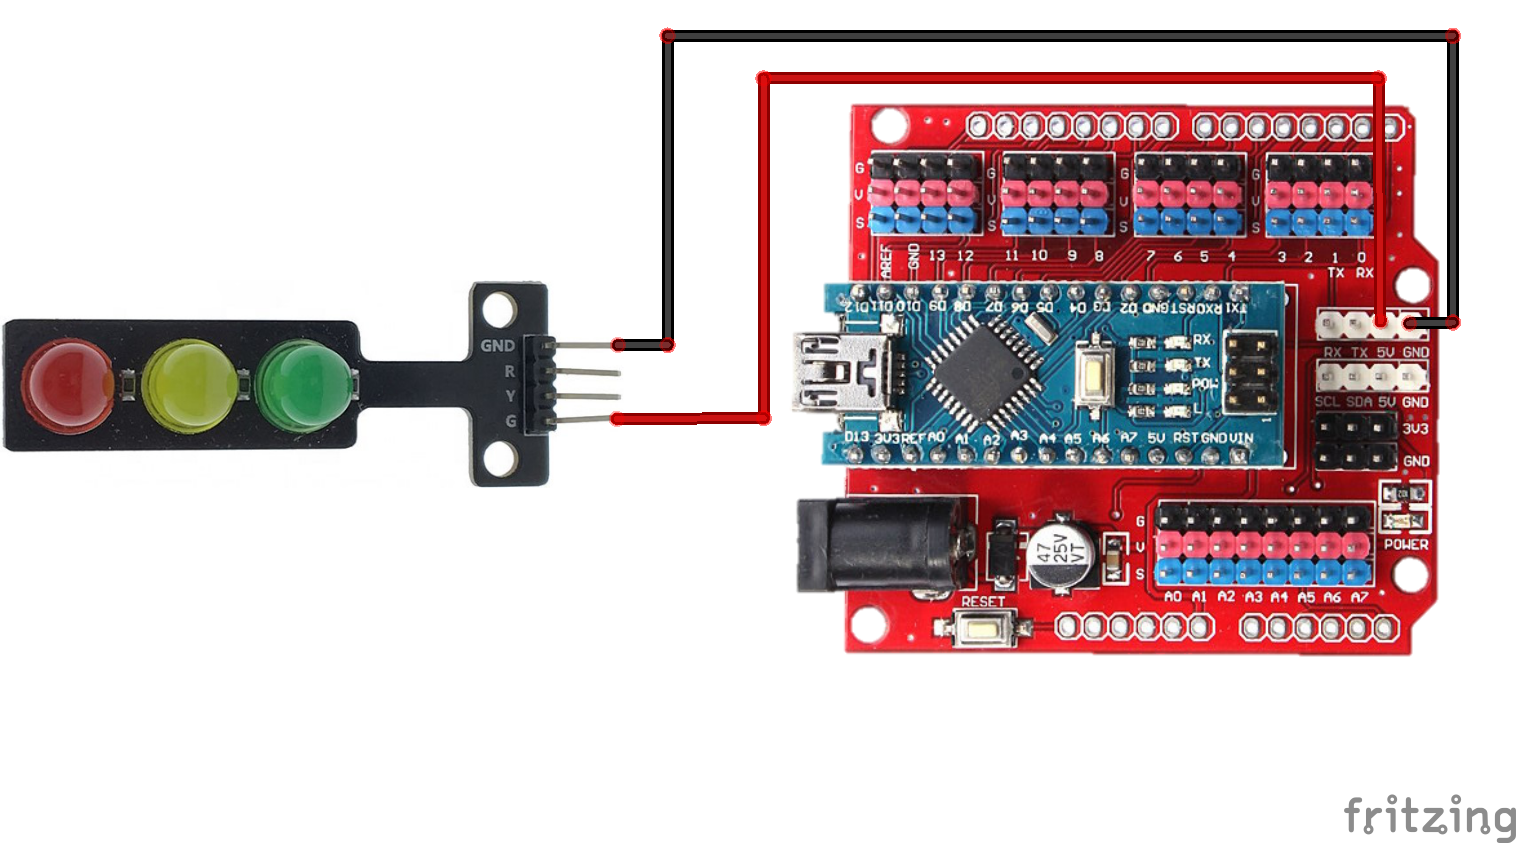 G
V
S
G
V
S
G
V
S
G
V
S
AREF GND 13 12 11 10 9 8 7 6 5 4 3 2 1 0
TX RX
D12 D11 D10 D9 D8 D7 D6 D5 D4 D3 D2 GND RST RX0 TX1
GND
R
Y
G
RX
TX
POW
L
1
RX TX 5V GND
SCL SDA 5V GND
3V3
GND
D13 3V3 REF A0 A1 A2 A3 A4 A5 A6 A7 5V RST GND VIN
47
25V
VT
G
V
S
POWER
A0 A1 A2 A3 A4 A5 A6 A7
RESET
fritzing